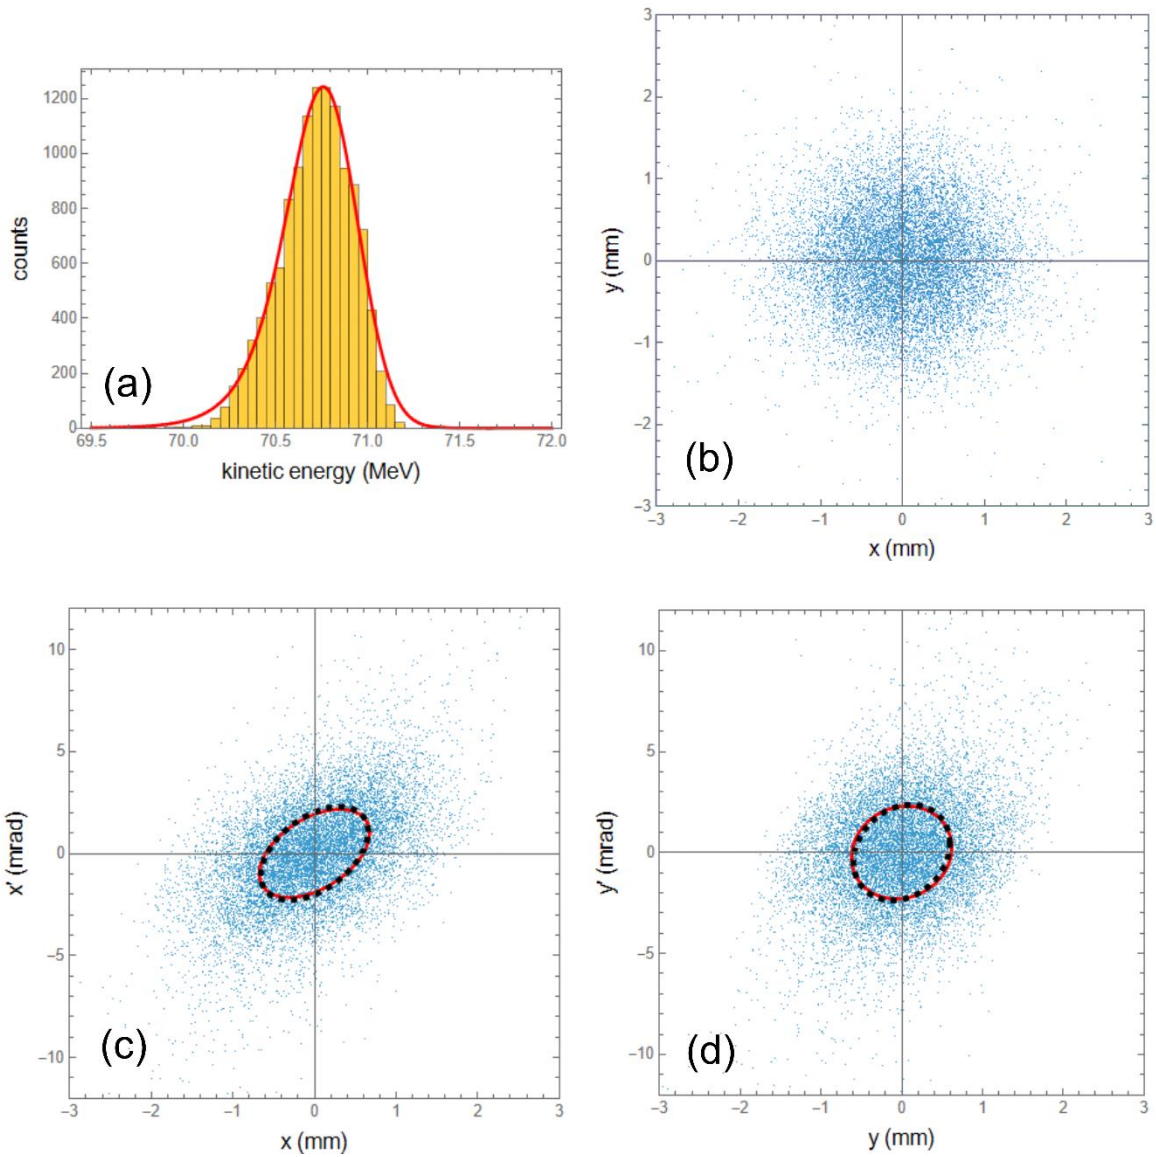 1200
1000
800
600
400
200
0
counts
(a)
69.5 70.0 70.5 71.0 71.5 72.0
kinetic energy (MeV)
3
2
1
0
−1
−2
−3
y (mm)
(b)
−3 −2 −1 0 1 2 3
x (mm)
10
5
0
−5
−10
x' (mrad)
(c)
−3 −2 −1 0 1 2 3
x (mm)
10
5
0
−5
−10
y' (mrad)
(d)
−3 −2 −1 0 1 2 3
y (mm)